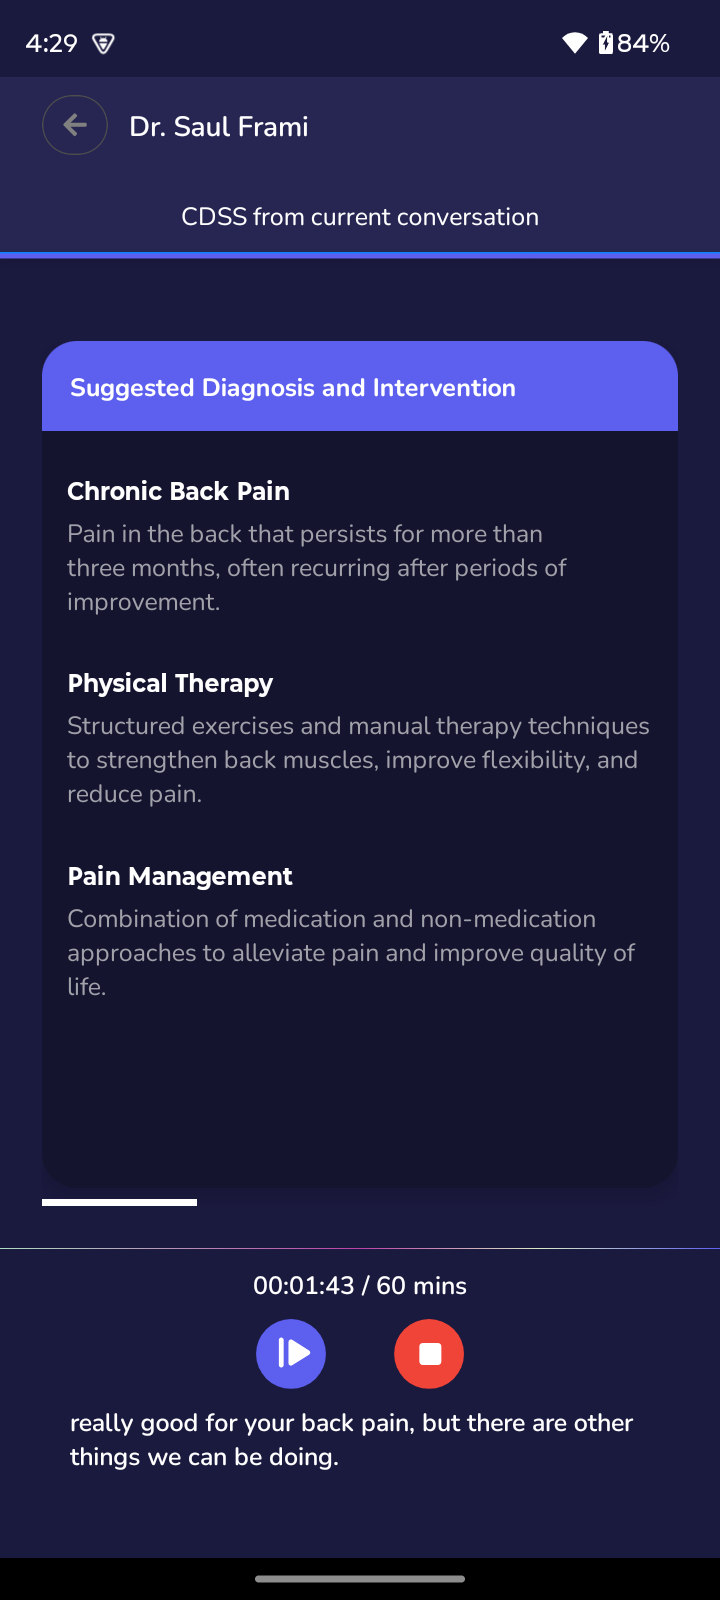 4:29
84%
Dr. Saul Frami
CDSS from current conversation
Suggested Diagnosis and Intervention
Chronic Back Pain
Pain in the back that persists for more than
three months, often recurring after periods of
improvement.
Physical Therapy
Structured exercises and manual therapy techniques
to strengthen back muscles, improve flexibility, and
reduce pain.
Pain Management
Combination of medication and non-medication
approaches to alleviate pain and improve quality of
life.
00:01:43 / 60 mins
really good for your back pain, but there are other
things we can be doing.